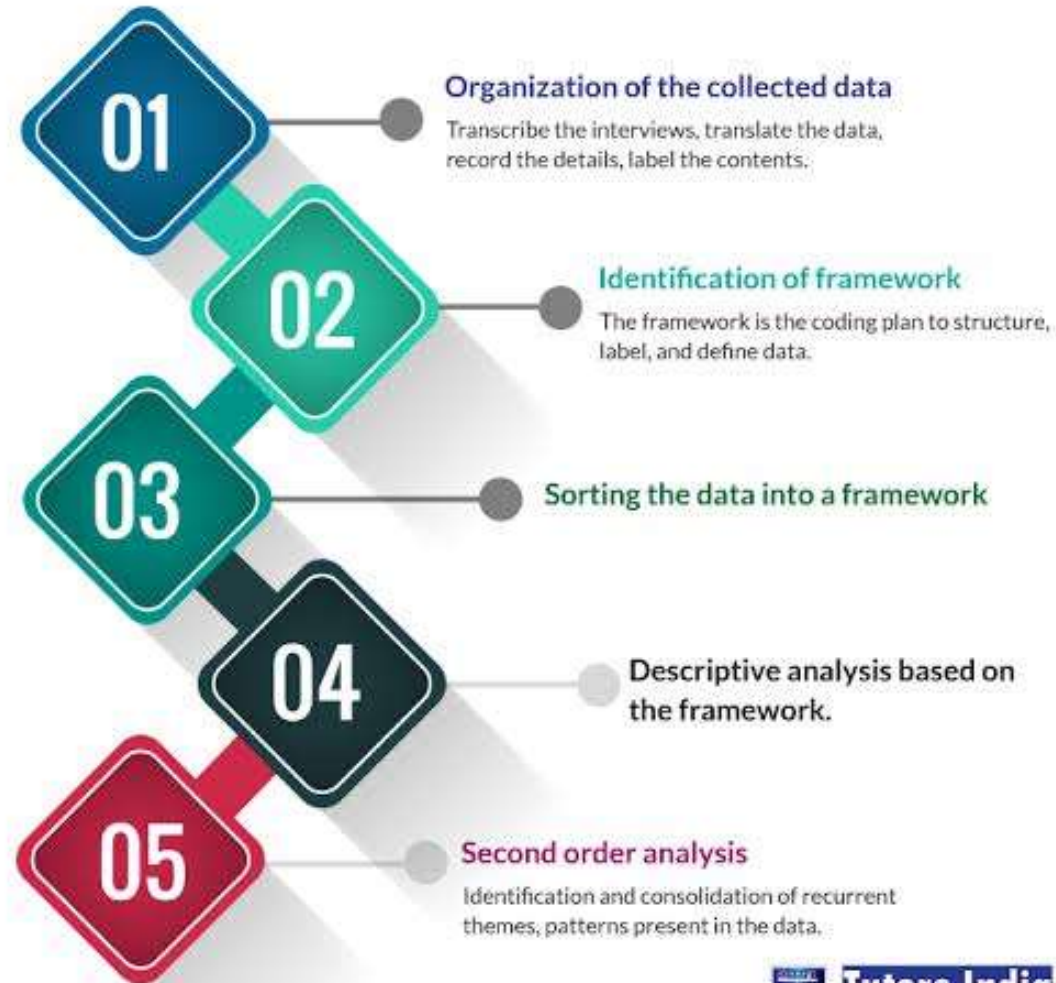 01
Organization of the collected data
Transcribe the interviews, translate the data,
record the details, label the contents.
02
Identification of framework
The framework is the coding plan to structure,
label, and define data.
03
Sorting the data into a framework
04
Descriptive analysis based on
the framework.
05
Second order analysis
Identification and consolidation of recurrent
themes, patterns present in the data.
Tutors India